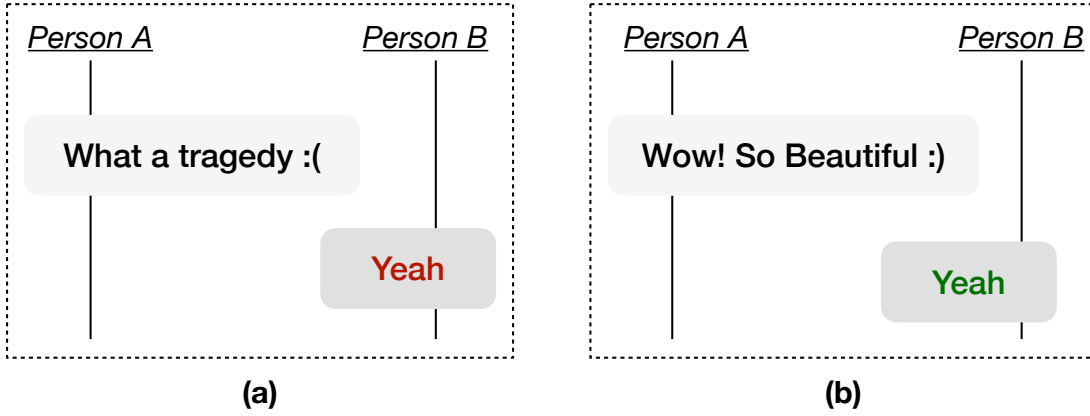 Person A
Person B
What a tragedy :(
Yeah
(a)
Person A
Person B
Wow! So Beautiful :)
Yeah
(b)